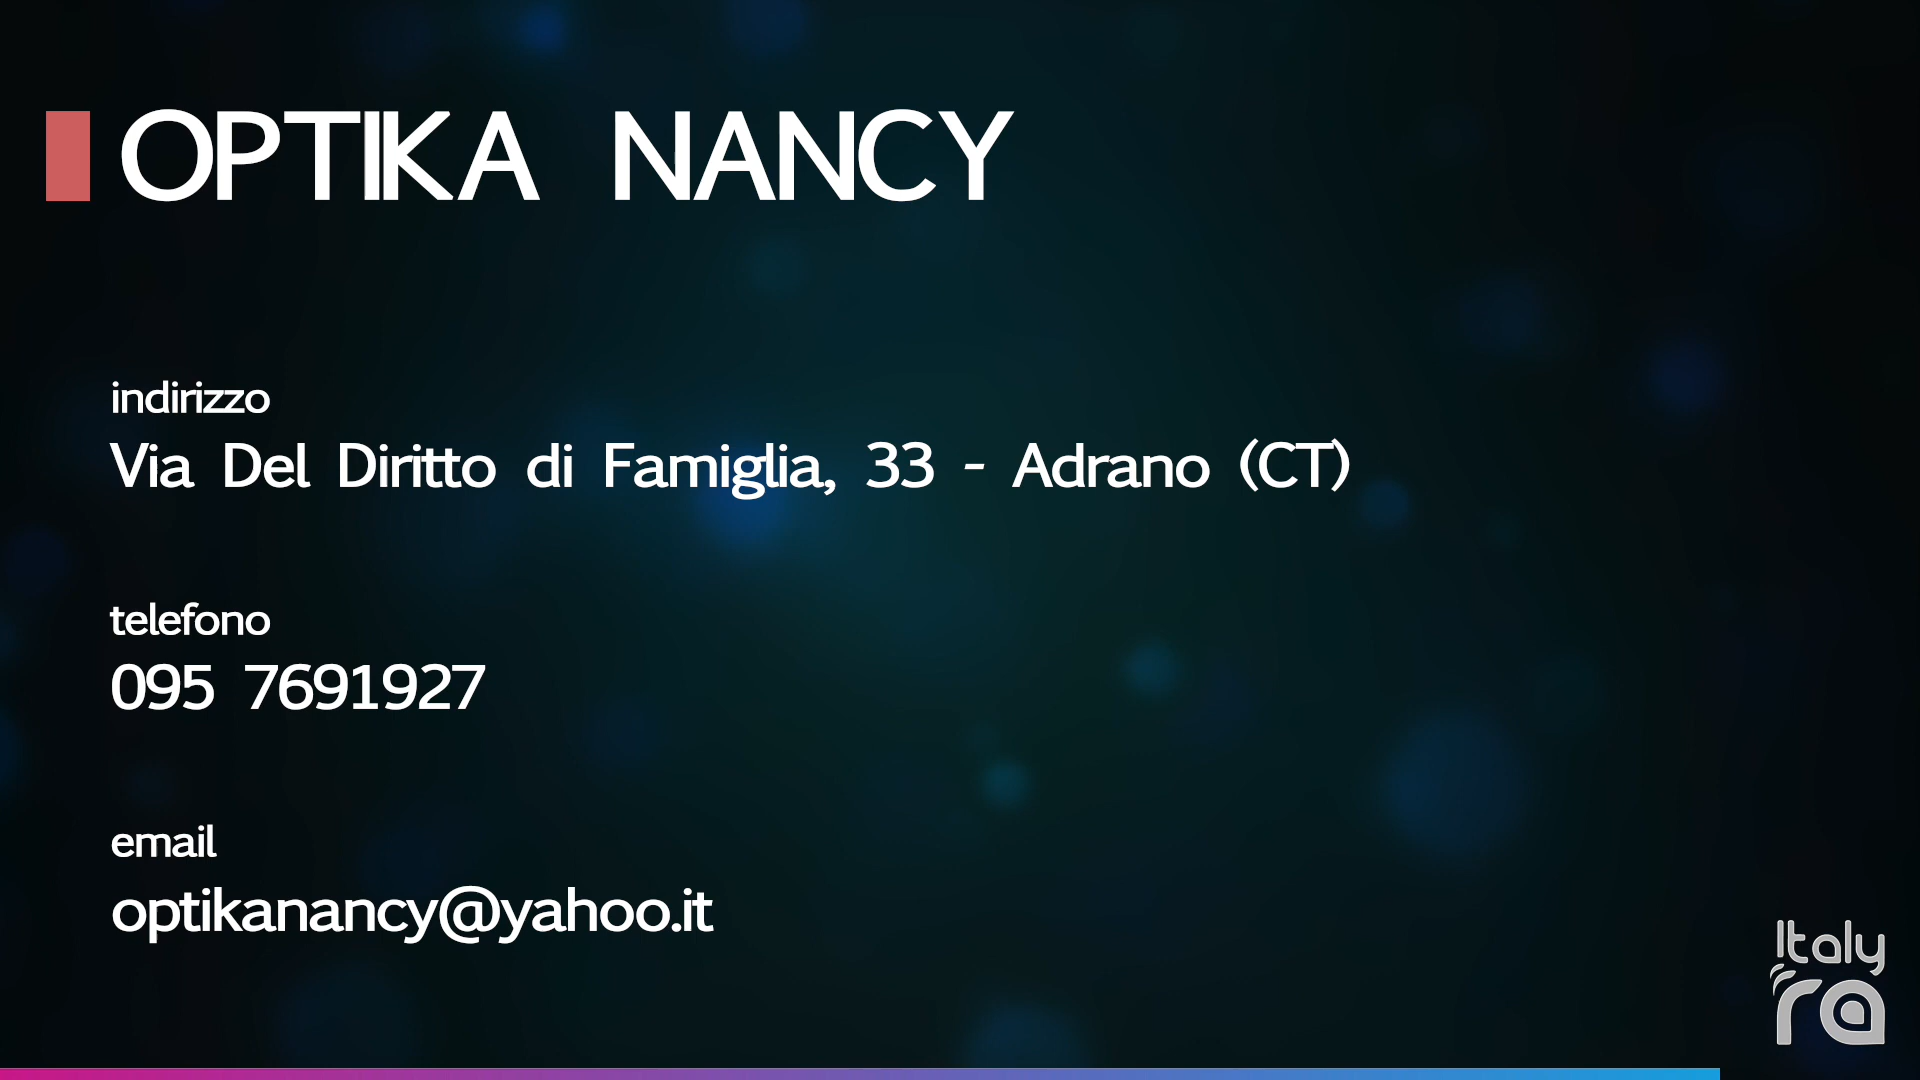 OPTIKA NANCY
indirizzo
Via Del Diritto di Famiglia, 33 - Adrano (CT)
telefono
095 7691927
email
optikanancy@yahoo.it
Italy
ra